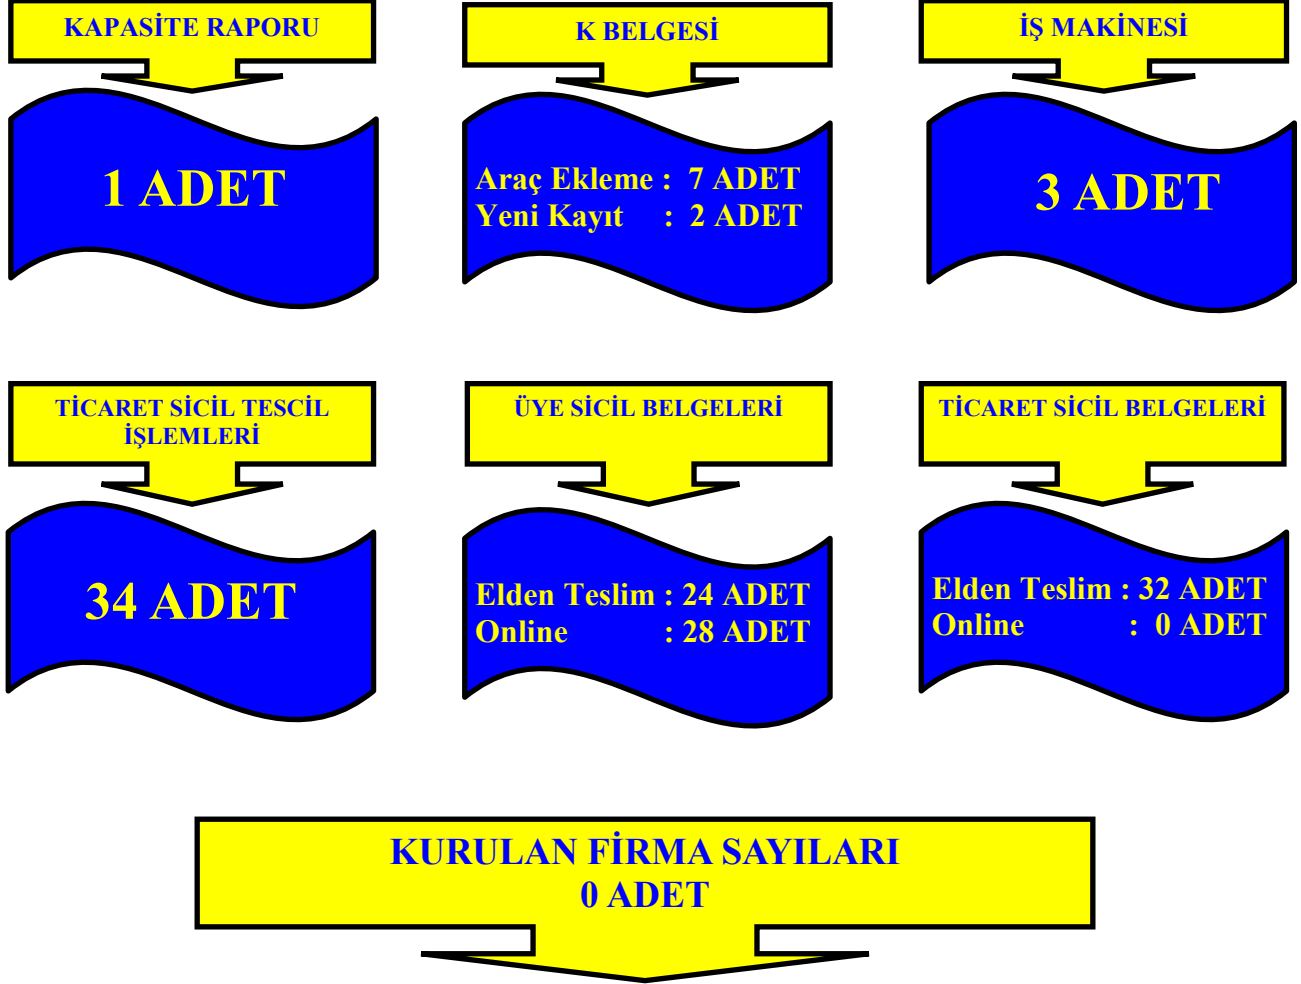 KAPASİTE RAPORU
K BELGESİ
İŞ MAKİNESİ
1 ADET
Araç Ekleme : 7 ADET
Yeni Kayıt : 2 ADET
3 ADET
TİCARET SİCİL TESCİL
İŞLEMLERİ
ÜYE SİCİL BELGELERİ
TİCARET SİCİL BELGELERİ
34 ADET
Elden Teslim : 24 ADET
Online : 28 ADET
Elden Teslim : 32 ADET
Online : 0 ADET
KURULAN FİRMA SAYILARI
0 ADET